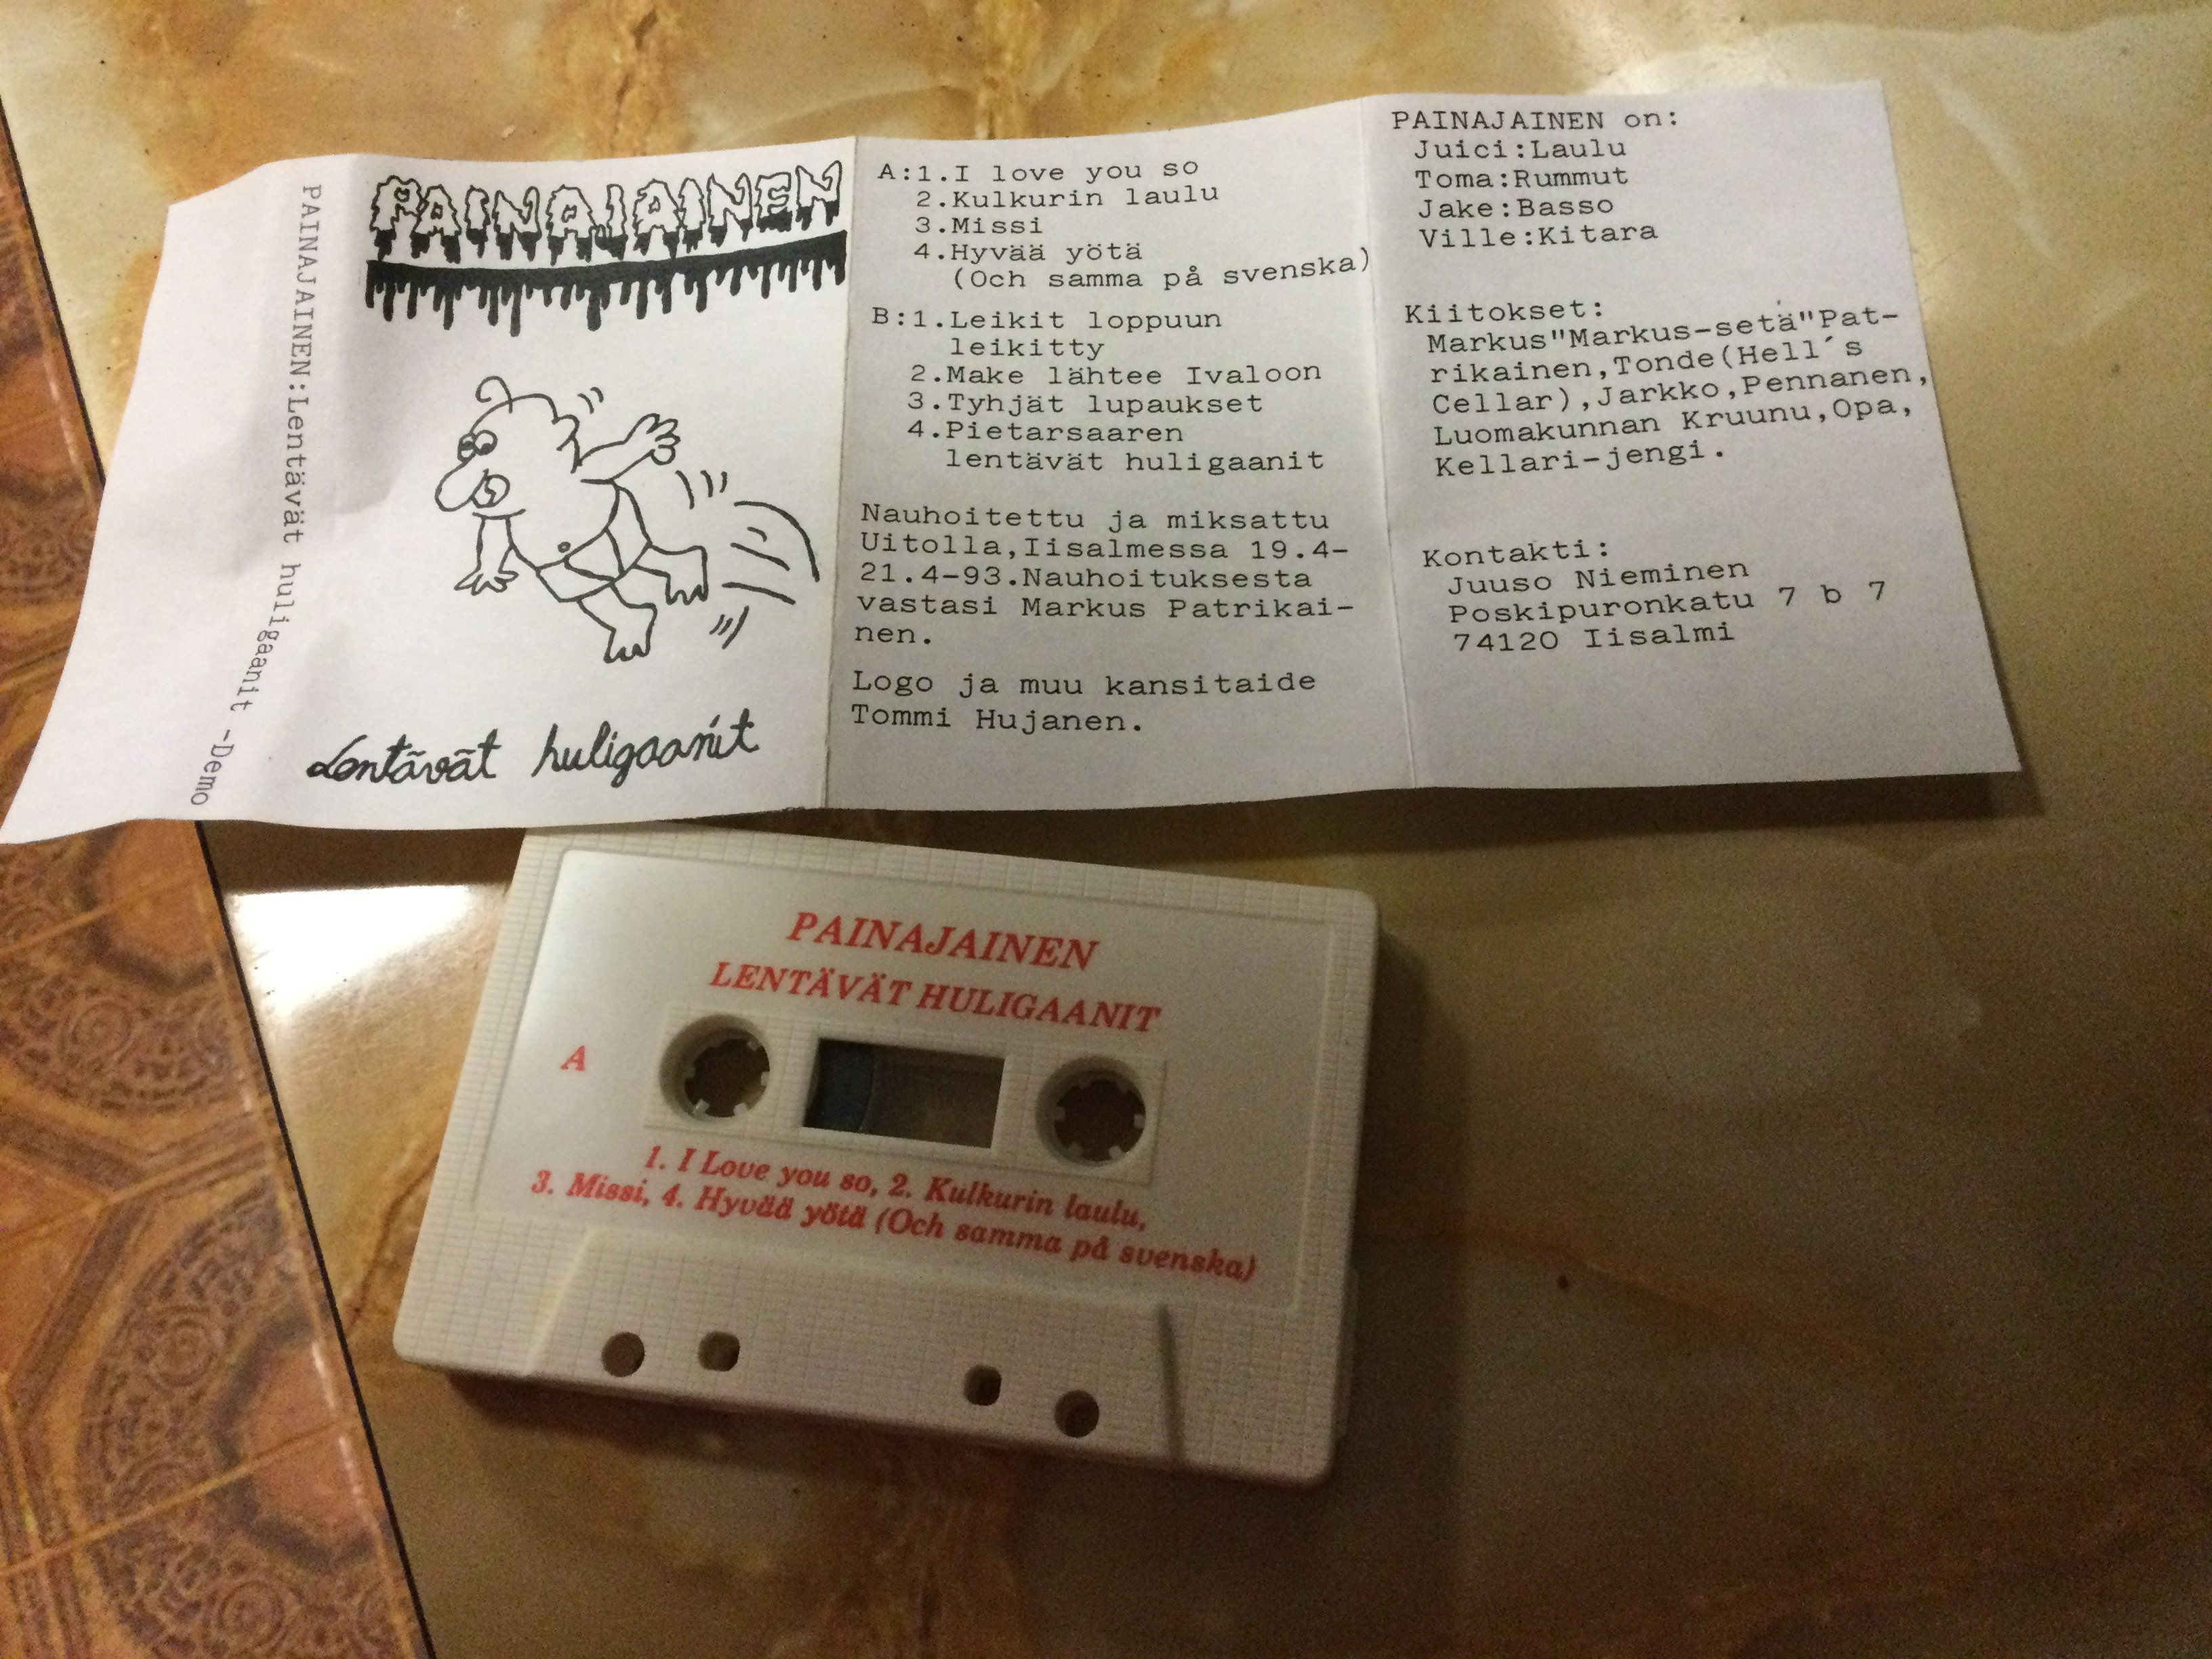 PAINAJAINEN:Lentävät huligaanit -Demo
PAINAJAINEN
Lentävät huligaanit
A:1.I love you so
2.Kulkurin laulu
3.Missi
4.Hyvää yötä
(Och samma på svenska)
B:1.Leikit loppuun
leikitty
2.Make lähtee Ivaloon
3.Tyhjät lupaukset
4.Pietarsaaren
lentävät huligaanit
Nauhoitettu ja miksattu
Uitolla,Iisalmessa 19.4-
21.4-93.Nauhoituksesta
vastasi Markus Patrikai-
nen.
Logo ja muu kansitaide
Tommi Hujanen.
PAINAJAINEN on:
Juici:Laulu
Toma:Rummut
Jake:Basso
Ville:Kitara
Kiitokset:
Markus"Markus-setä"Pat-
rikainen,Tonde(Hell´s
Cellar),Jarkko,Pennanen,
Luomakunnan Kruunu,Opa,
Kellari-jengi.
Kontakti:
Juuso Nieminen
Poskipuronkatu 7 b 7
74120 Iisalmi
PAINAJAINEN
LENTÄVÄT HULIGAANIT
A
1. I Love you so, 2. Kulkurin laulu,
3. Missi, 4. Hyvää yötä (Och samma på svenska)